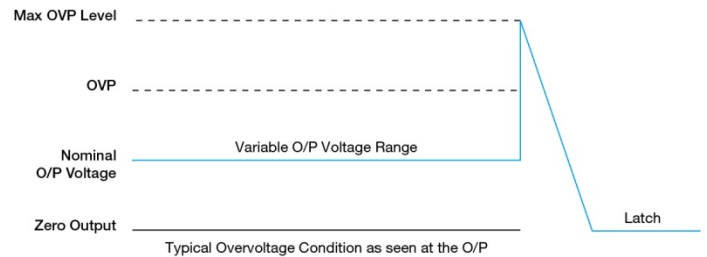 Max OVP Level
OVP
Variable O/P Voltage Range
Nominal
O/P Voltage
Zero Output
Latch
Typical Overvoltage Condition as seen at the O/P